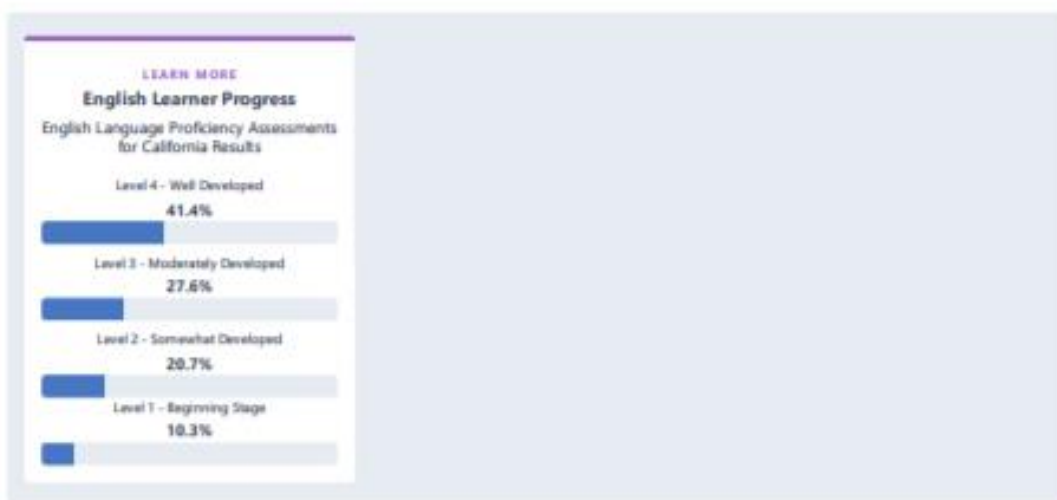 LEARN MORE
English Learner Progress
English Language Proficiency Assessments
for California Results
Level 4 - Well Developed
41.4%
Level 3 - Moderately Developed
27.6%
Level 2 - Somewhat Developed
20.7%
Level 1 - Beginning Stage
10.3%